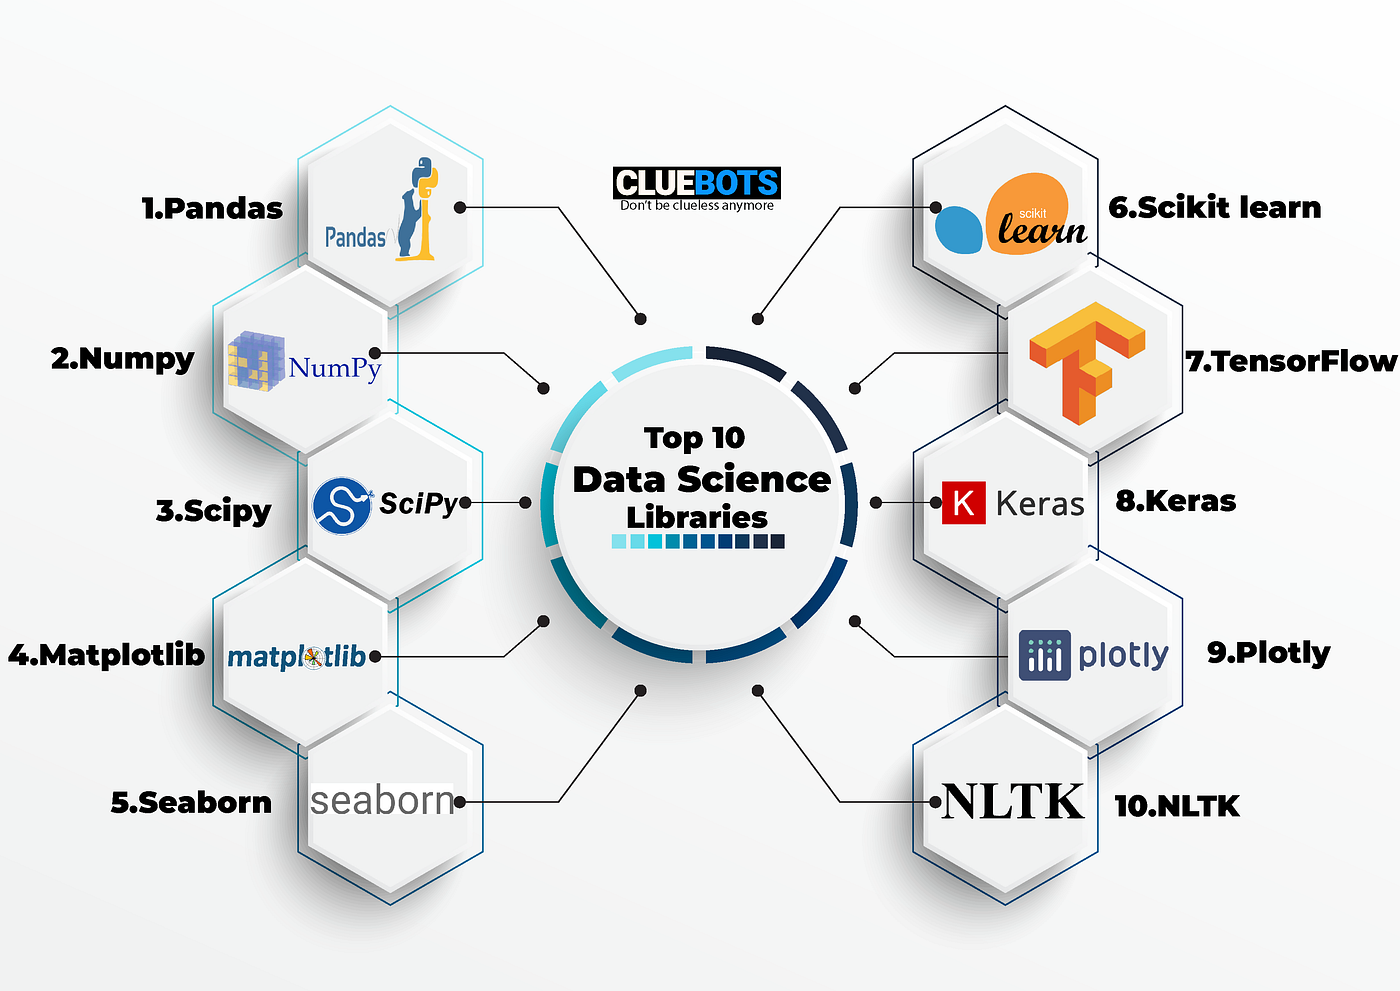 CLUEBOTS
Don't be clueless anymore
1.Pandas
Pandas
2.Numpy
NumPy
3.Scipy
SciPy
4.Matplotlib
matplotlib
5.Seaborn
seaborn
Top 10
Data Science
Libraries
6.Scikit learn
scikit
learn
7.TensorFlow
8.Keras
K Keras
9.Plotly
plotly
10.NLTK
NLTK